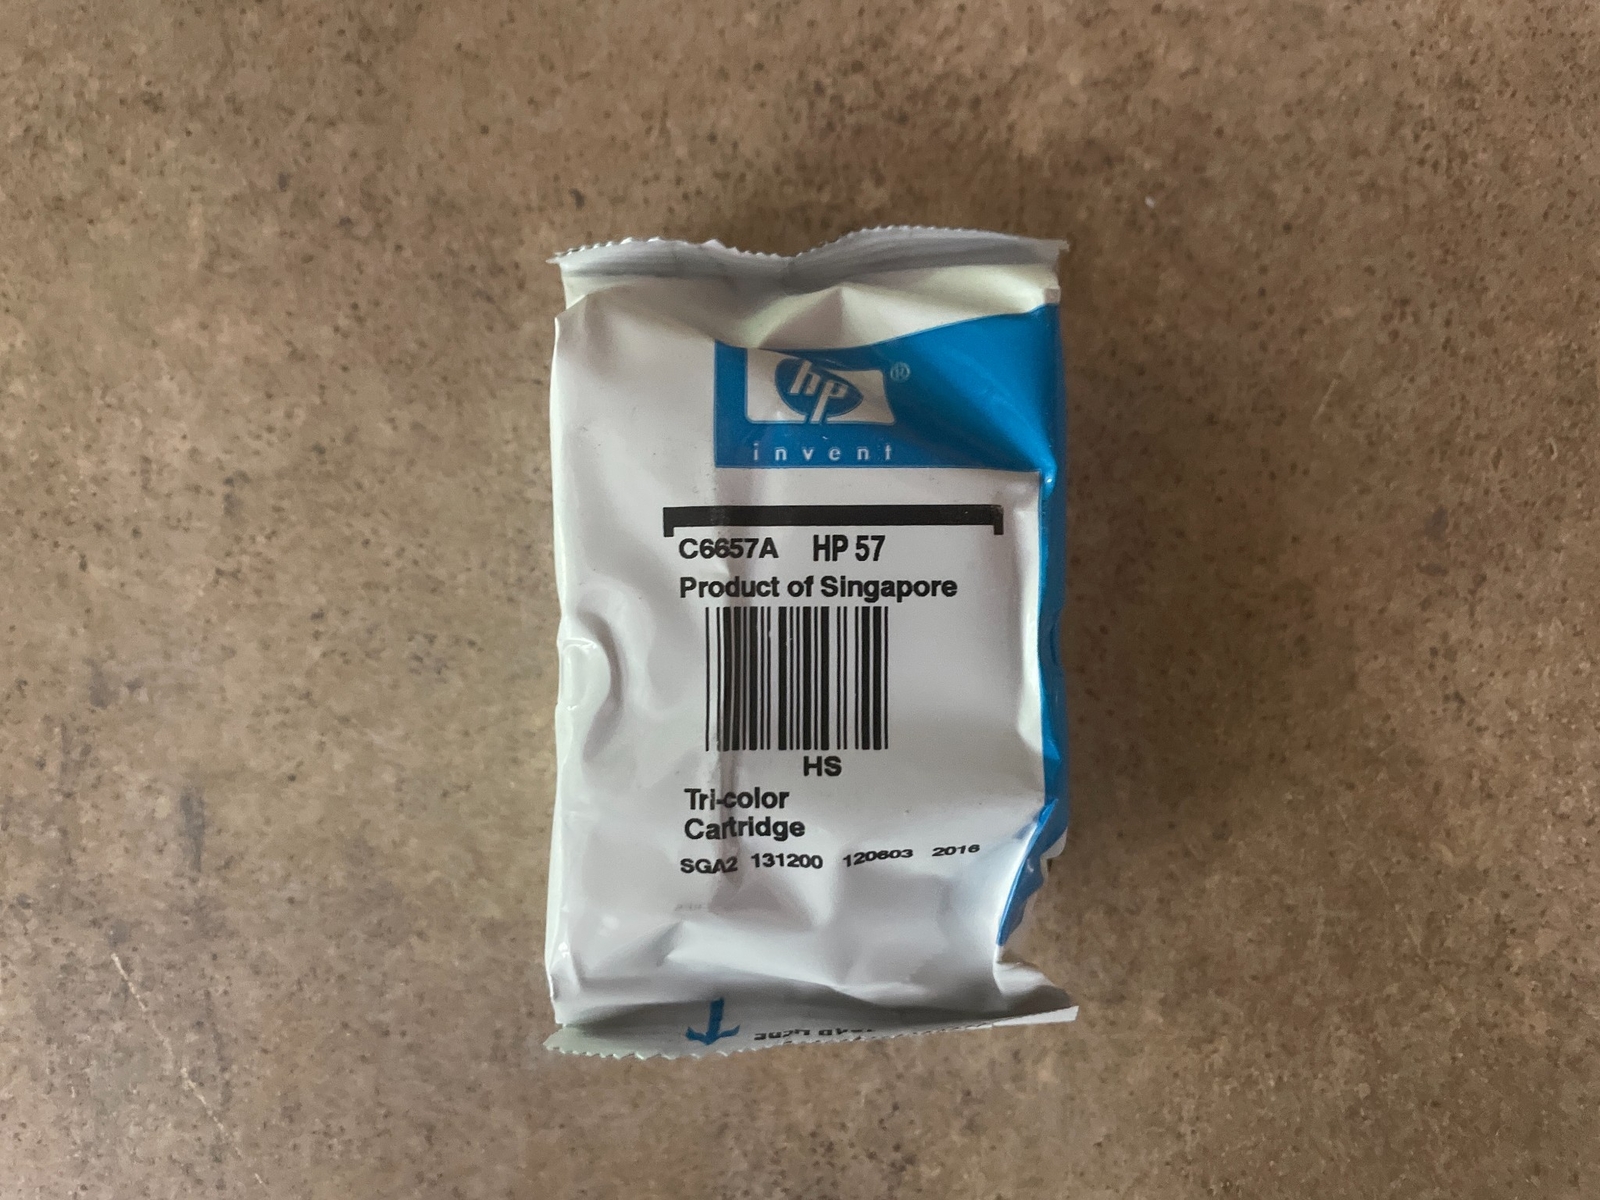 hp ®
invent
C6657A HP 57
Product of Singapore
HS
Tri-color
Cartridge
SGA2 131200 120603 2016